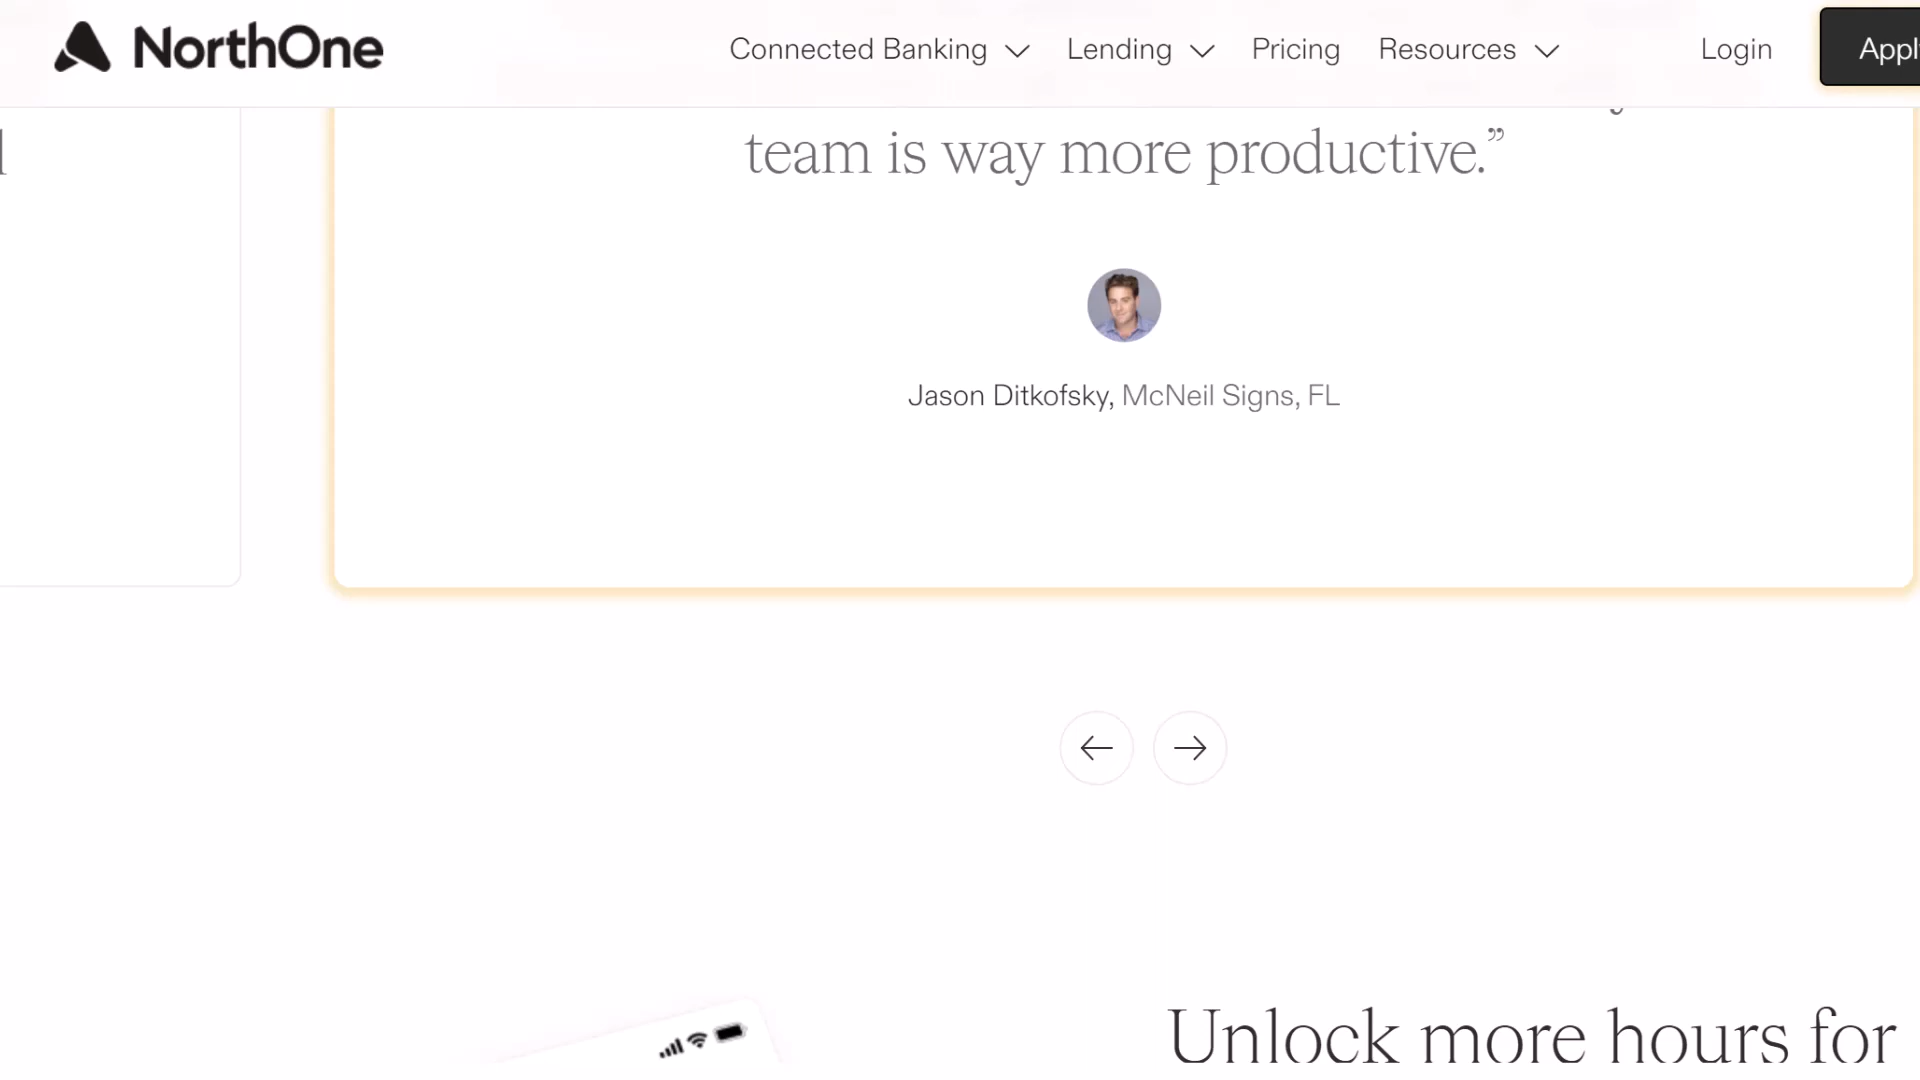 NorthOne
Connected Banking
Lending
Pricing
Resources
Login
team is way more productive.”
Jason Ditkofsky, McNeil Signs, FL
Unlock more hours for